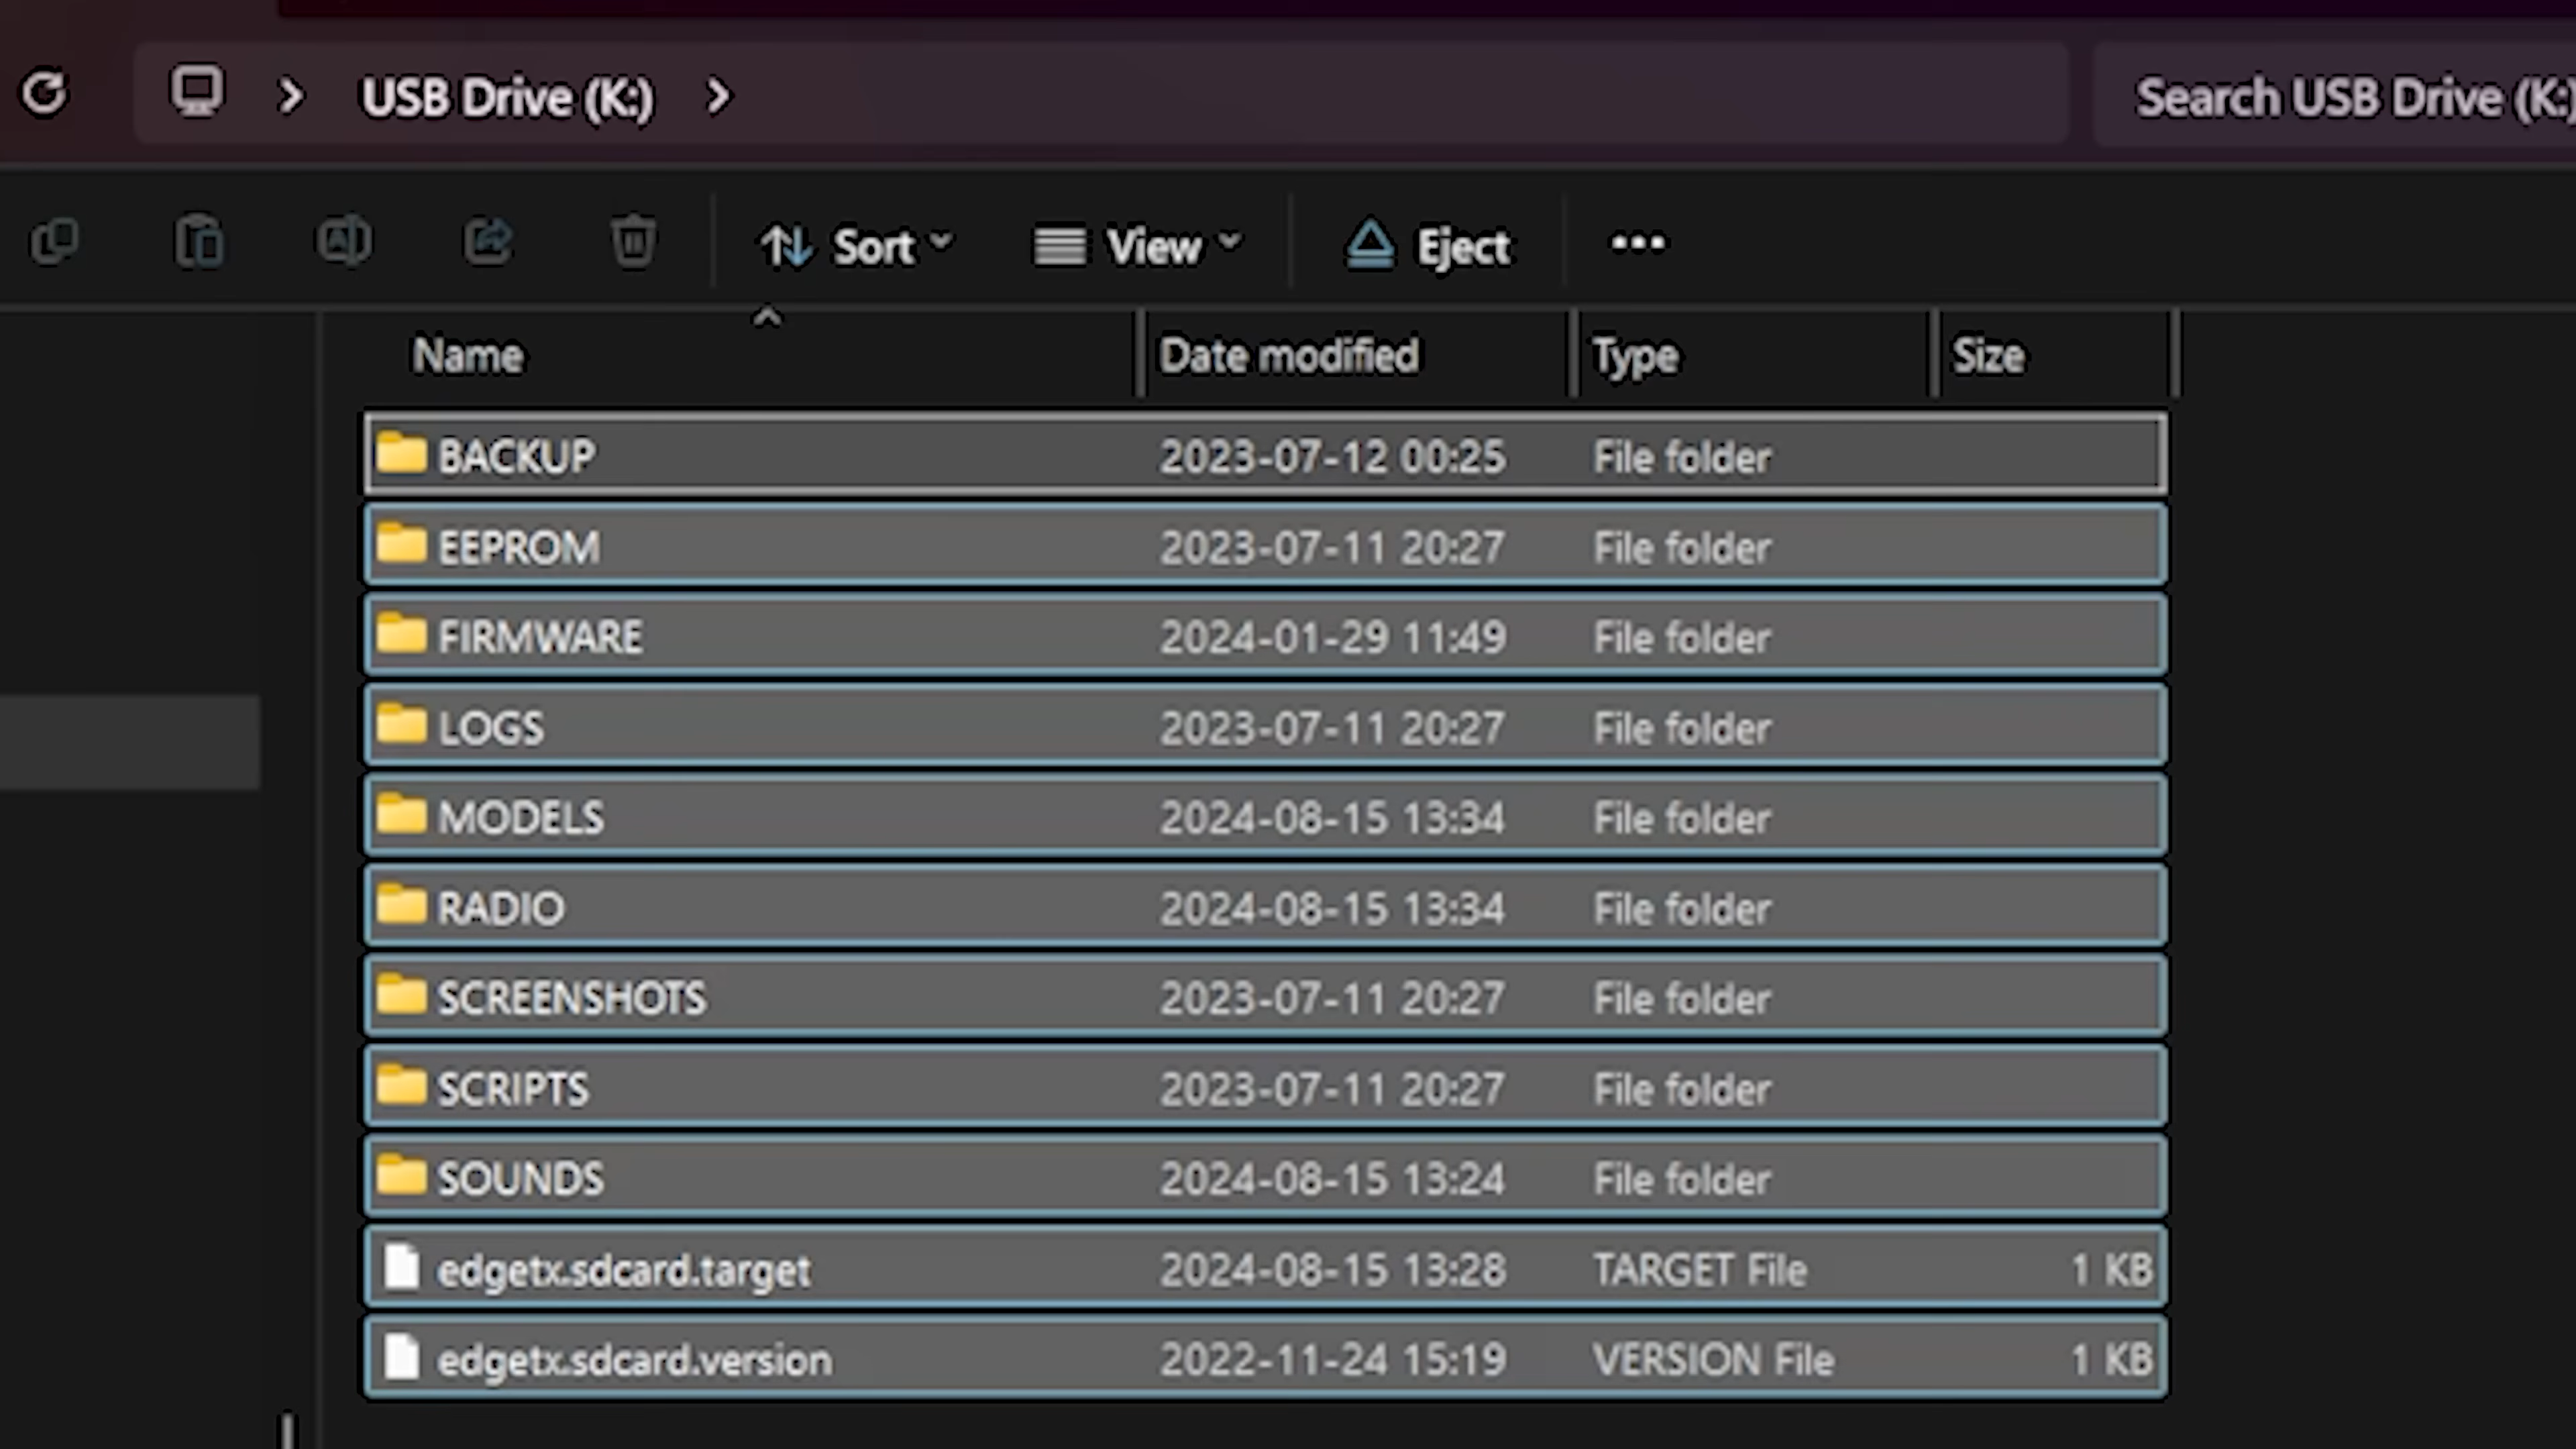 USB Drive (K:)
Search USB Drive (K:)
Sort View Eject
Name Date modified Type Size
BACKUP 2023-07-12 00:25 File folder
EEPROM 2023-07-11 20:27 File folder
FIRMWARE 2024-01-29 11:49 File folder
LOGS 2023-07-11 20:27 File folder
MODELS 2024-08-15 13:34 File folder
RADIO 2024-08-15 13:34 File folder
SCREENSHOTS 2023-07-11 20:27 File folder
SCRIPTS 2023-07-11 20:27 File folder
SOUNDS 2024-08-15 13:24 File folder
edgetx.sdcard.target 2024-08-15 13:28 TARGET File 1 KB
edgetx.sdcard.version 2022-11-24 15:19 VERSION File 1 KB